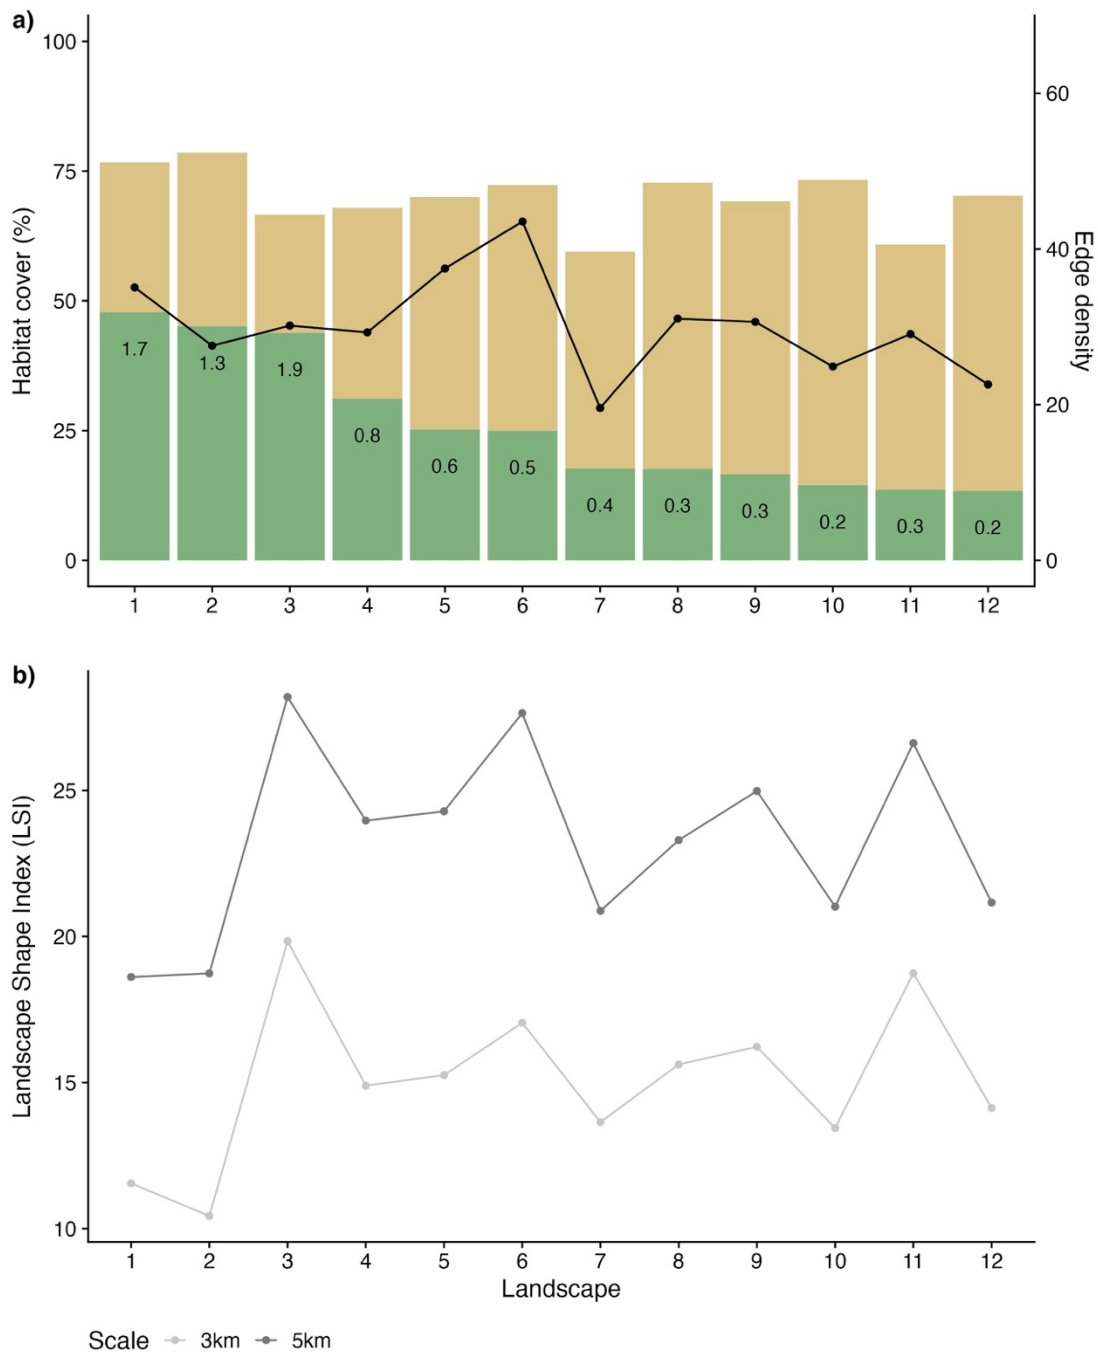 a)
Habitat cover (%)
100
75
50
25
0
1.7
1.3
1.9
0.8
0.6
0.5
0.4
0.3
0.3
0.2
0.3
0.2
60
40
20
0
Edge density
1 2 3 4 5 6 7 8 9 10 11 12
b)
Landscape Shape Index (LSI)
25
20
15
10
1 2 3 4 5 6 7 8 9 10 11 12
Landscape
Scale 3km 5km